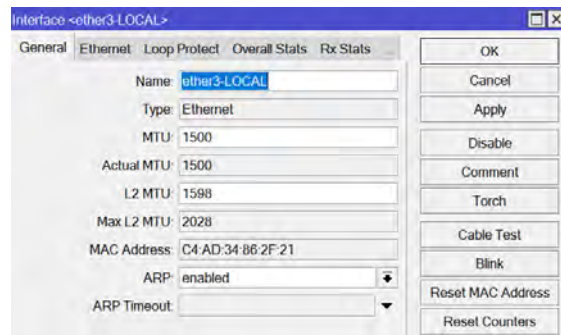 Interface <ether3-LOCAL>
General Ethernet Loop Protect Overall Stats Rx Stats ...
Name: ether3-LOCAL
Type: Ethernet
MTU: 1500
Actual MTU: 1500
L2 MTU: 1598
Max L2 MTU: 2028
MAC Address: C4:AD:34:86:2F:21
ARP: enabled
ARP Timeout:
OK
Cancel
Apply
Disable
Comment
Torch
Cable Test
Blink
Reset MAC Address
Reset Counters